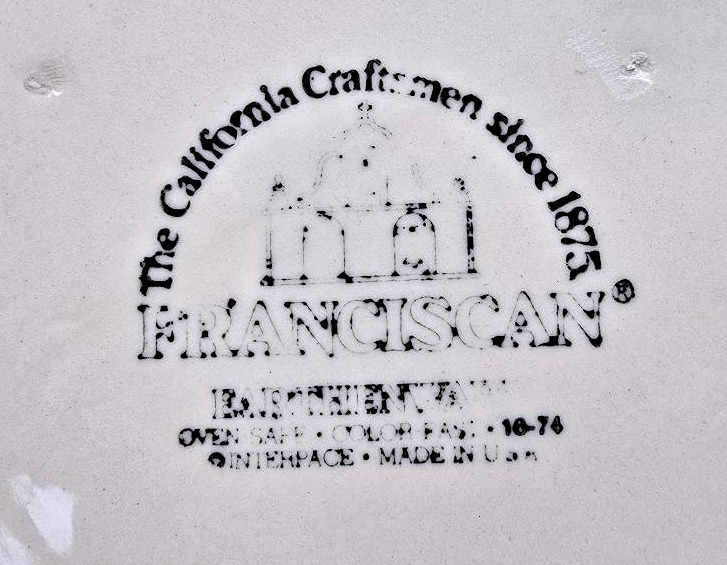 The California Craftsmen since 1875
FRANCISCAN®
EARTHENWARE
OVEN SAFE • COLOR-FAST • 10-74
©INTERPACE • MADE IN U.S.A.